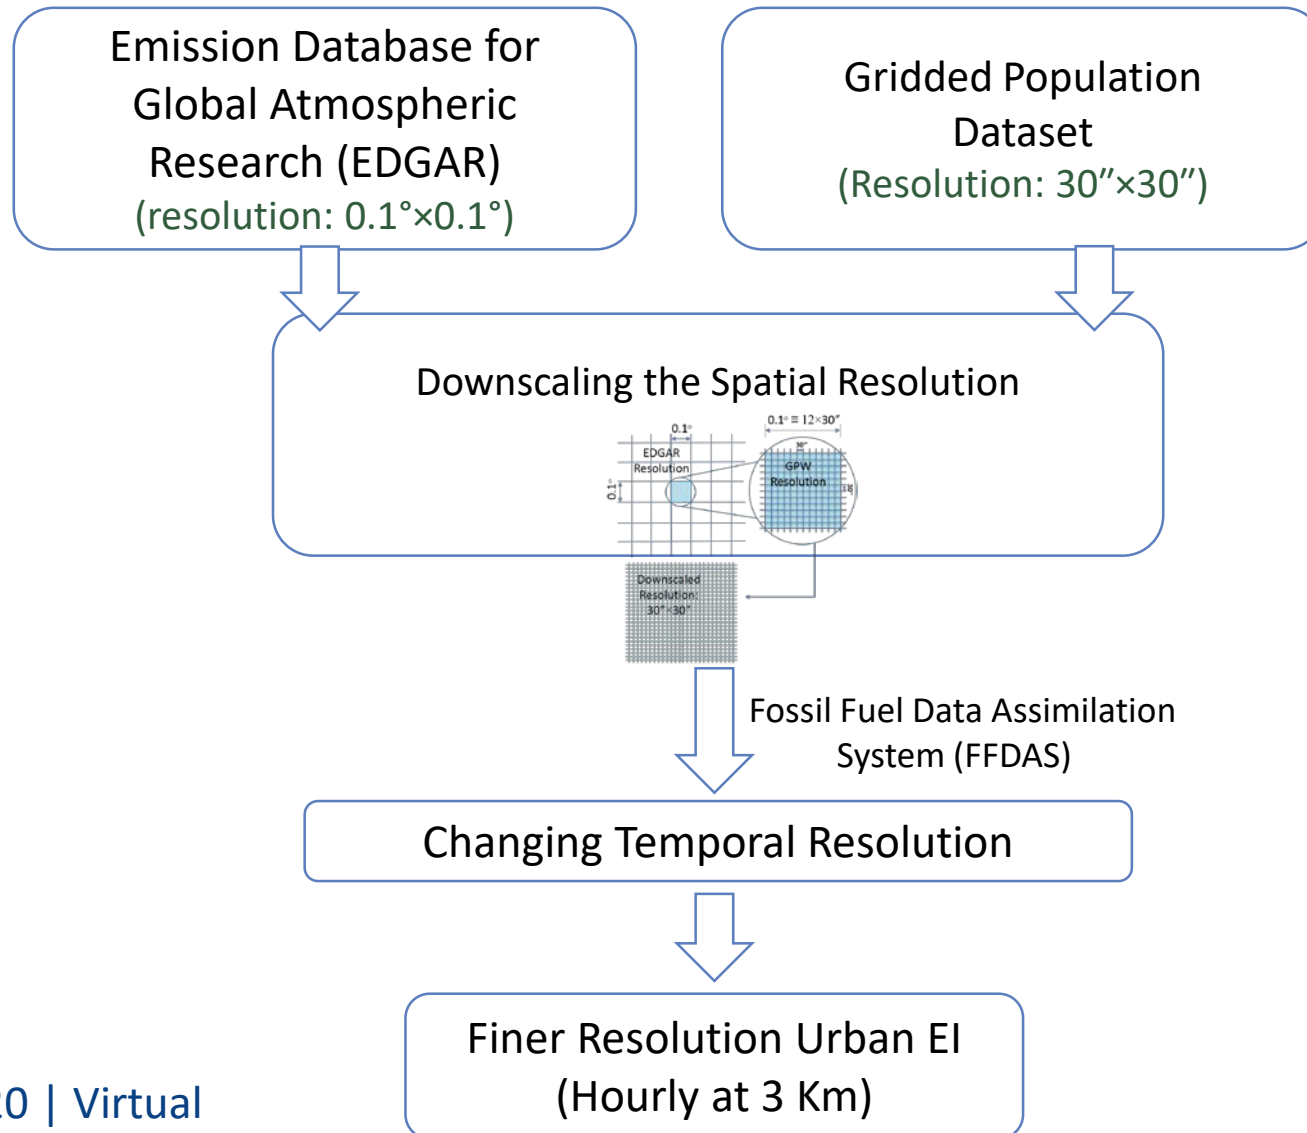 Emission Database for
Global Atmospheric
Research (EDGAR)
(resolution: 0.1°×0.1°)
Gridded Population
Dataset
(Resolution: 30″×30″)
Downscaling the Spatial Resolution
0.1°
EDGAR
Resolution
0.1°
0.1° ≡ 12×30″
30″
GPW
Resolution
30″
Downscaled
Resolution:
30″×30″
Fossil Fuel Data Assimilation
System (FFDAS)
Changing Temporal Resolution
Finer Resolution Urban EI
(Hourly at 3 Km)
20 | Virtual